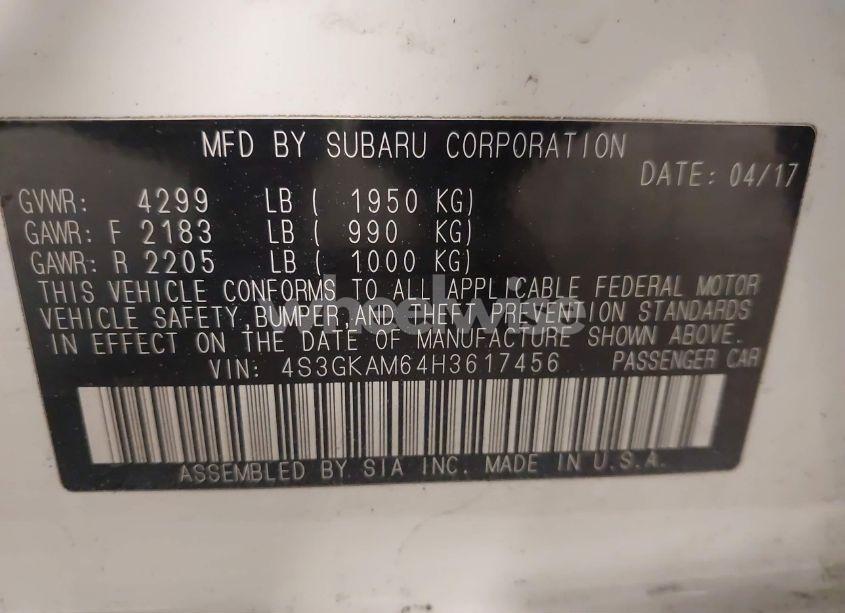 MFD BY SUBARU CORPORATION
DATE: 04/17
GVWR: 4299 LB ( 1950 KG)
GAWR: F 2183 LB ( 990 KG)
GAWR: R 2205 LB ( 1000 KG)
THIS VEHICLE CONFORMS TO ALL APPLICABLE FEDERAL MOTOR
VEHICLE SAFETY, BUMPER, AND THEFT PREVENTION STANDARDS
IN EFFECT ON THE DATE OF MANUFACTURE SHOWN ABOVE.
VIN: 4S3GKAM64H3617456 PASSENGER CAR
ASSEMBLED BY SIA INC. MADE IN U.S.A.
wheelwise